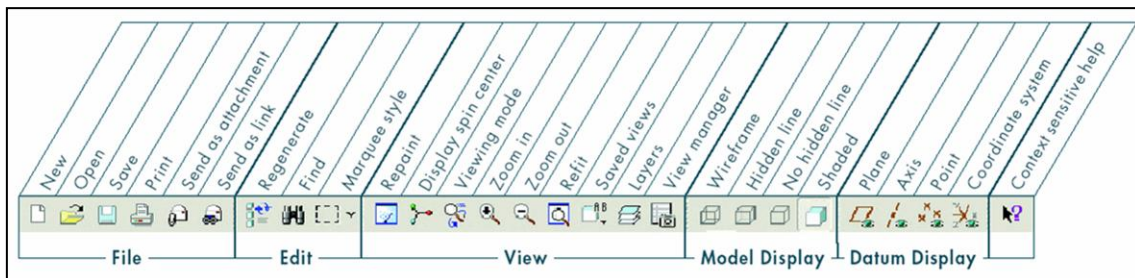 New
Open
Save
Print
Send as attachment
Send as link
Regenerate
Find
Marquee style
Repaint
Display spin center
Viewing mode
Zoom in
Zoom out
Refit
Saved views
Layers
View manager
Wireframe
Hidden line
No hidden line
Shaded
Plane
Axis
Point
Coordinate system
Context sensitive help
File
Edit
View
Model Display
Datum Display